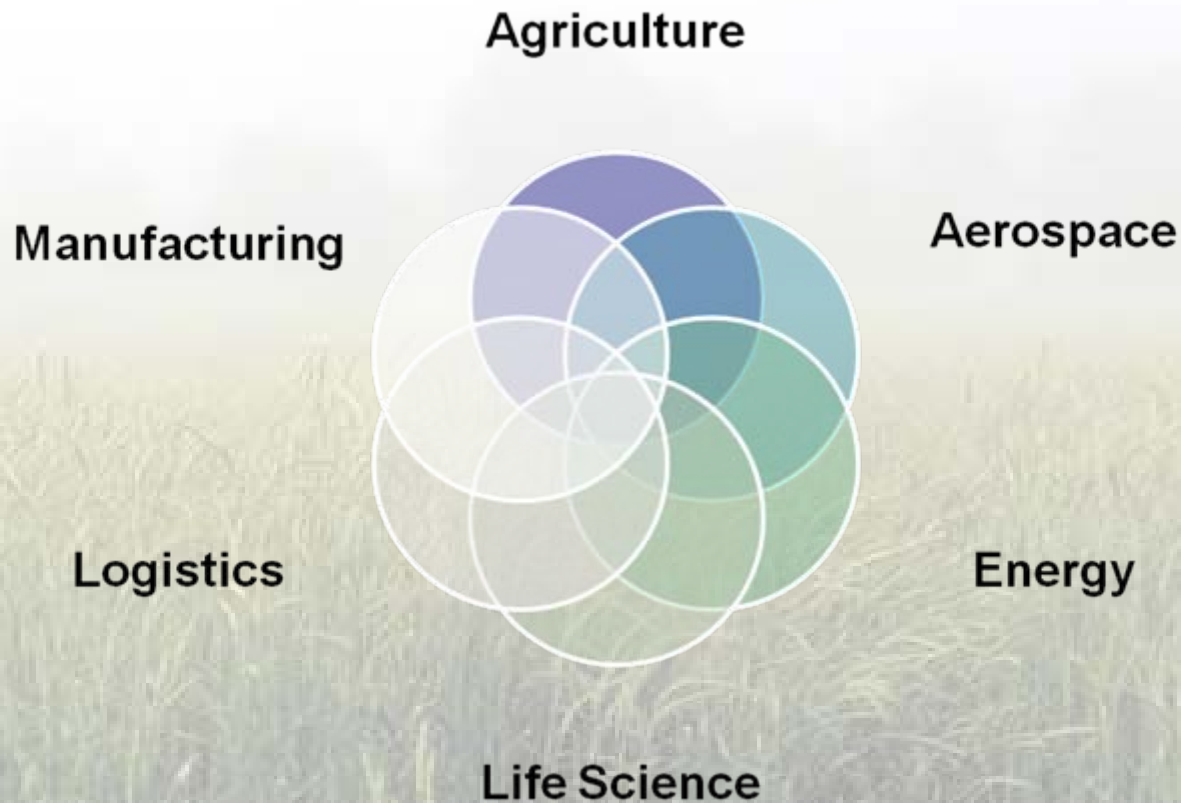 Agriculture
Manufacturing
Aerospace
Logistics
Energy
Life Science